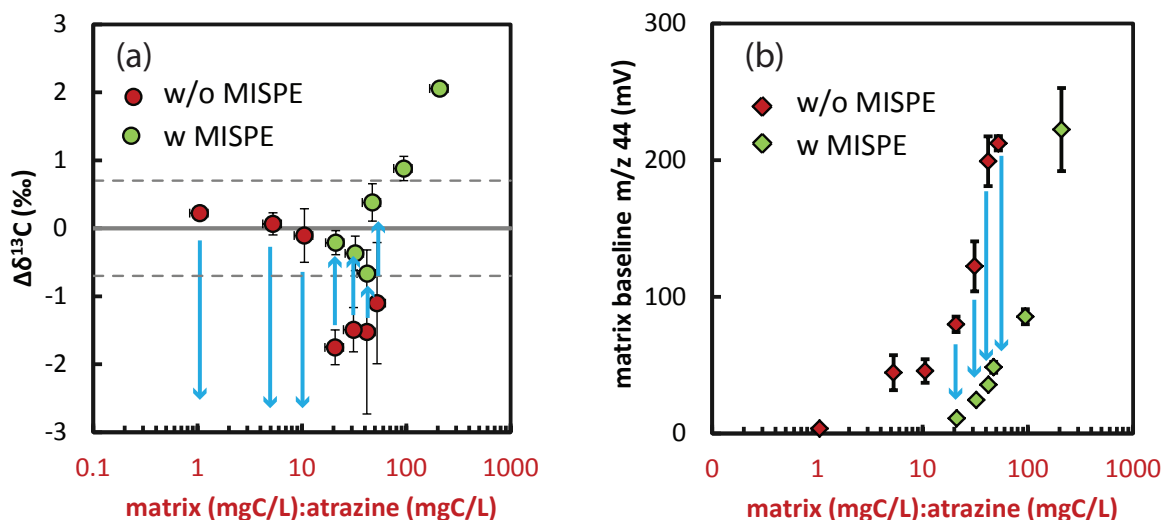 (a)
w/o MISPE
w MISPE
3
2
1
0
-1
-2
-3
Δδ¹³C (‰)
0.1
1
10
100
1000
matrix (mgC/L):atrazine (mgC/L)
(b)
w/o MISPE
w MISPE
300
200
100
0
matrix baseline m/z 44 (mV)
0
1
10
100
1000
matrix (mgC/L):atrazine (mgC/L)